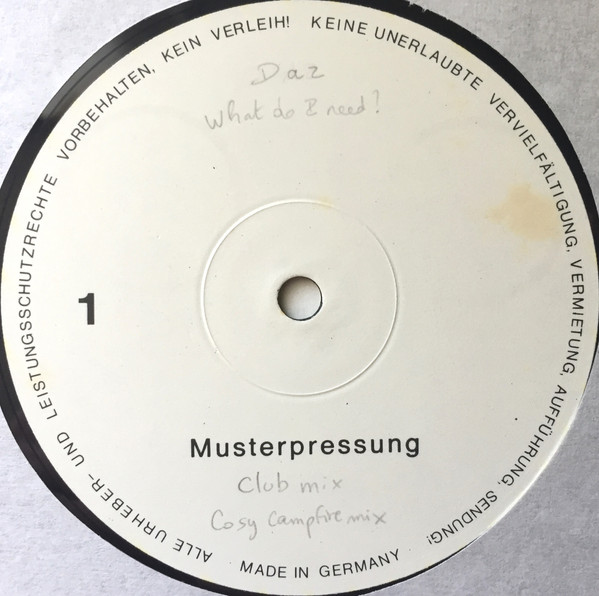 ALLE URHEBER- UND LEISTUNGSSCHUTZRECHTE VORBEHALTEN, KEIN VERLEIH! KEINE UNERLAUBTE VERVIELFÄLTIGUNG, VERMIETUNG, AUFFÜHRUNG, SENDUNG!
Daz
What do I need?
1
Musterpressung
Club mix
Cosy Campfire mix
· MADE IN GERMANY ·